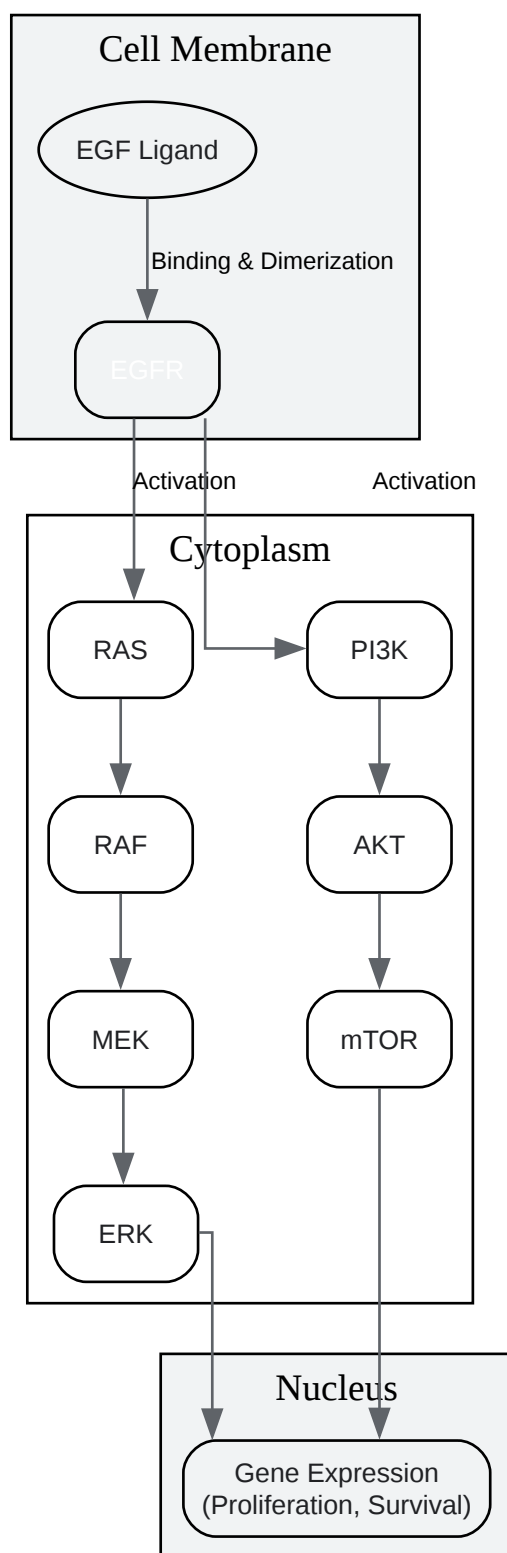 Cell Membrane
EGF Ligand
Binding & Dimerization
EGFR
Activation
Activation
Cytoplasm
RAS
PI3K
RAF
AKT
MEK
mTOR
ERK
Nucleus
Gene Expression
(Proliferation, Survival)